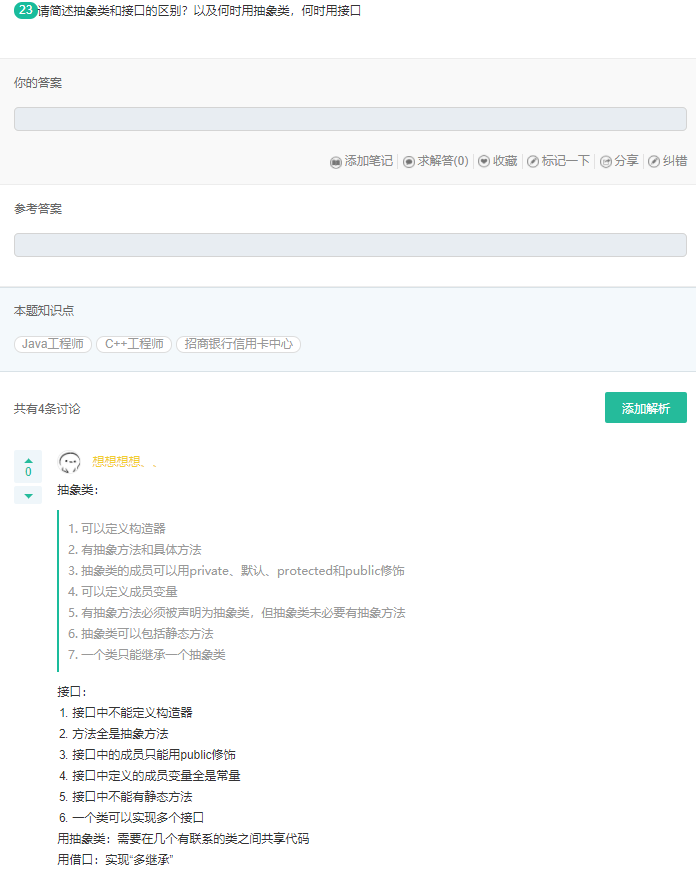 23 请简述抽象类和接口的区别？以及何时用抽象类，何时用接口
你的答案
添加笔记 求解答(0) 收藏 标记一下 分享 纠错
参考答案
本题知识点
Java工程师 C++工程师 招商银行信用卡中心
共有4条讨论 添加解析
0
想想想想、、
抽象类：
1. 可以定义构造器
2. 有抽象方法和具体方法
3. 抽象类的成员可以用private、默认、protected和public修饰
4. 可以定义成员变量
5. 有抽象方法必须被声明为抽象类，但抽象类未必要有抽象方法
6. 抽象类可以包括静态方法
7. 一个类只能继承一个抽象类
接口：
1. 接口中不能定义构造器
2. 方法全是抽象方法
3. 接口中的成员只能用public修饰
4. 接口中定义的成员变量全是常量
5. 接口中不能有静态方法
6. 一个类可以实现多个接口
用抽象类：需要在几个有联系的类之间共享代码
用借口：实现“多继承”